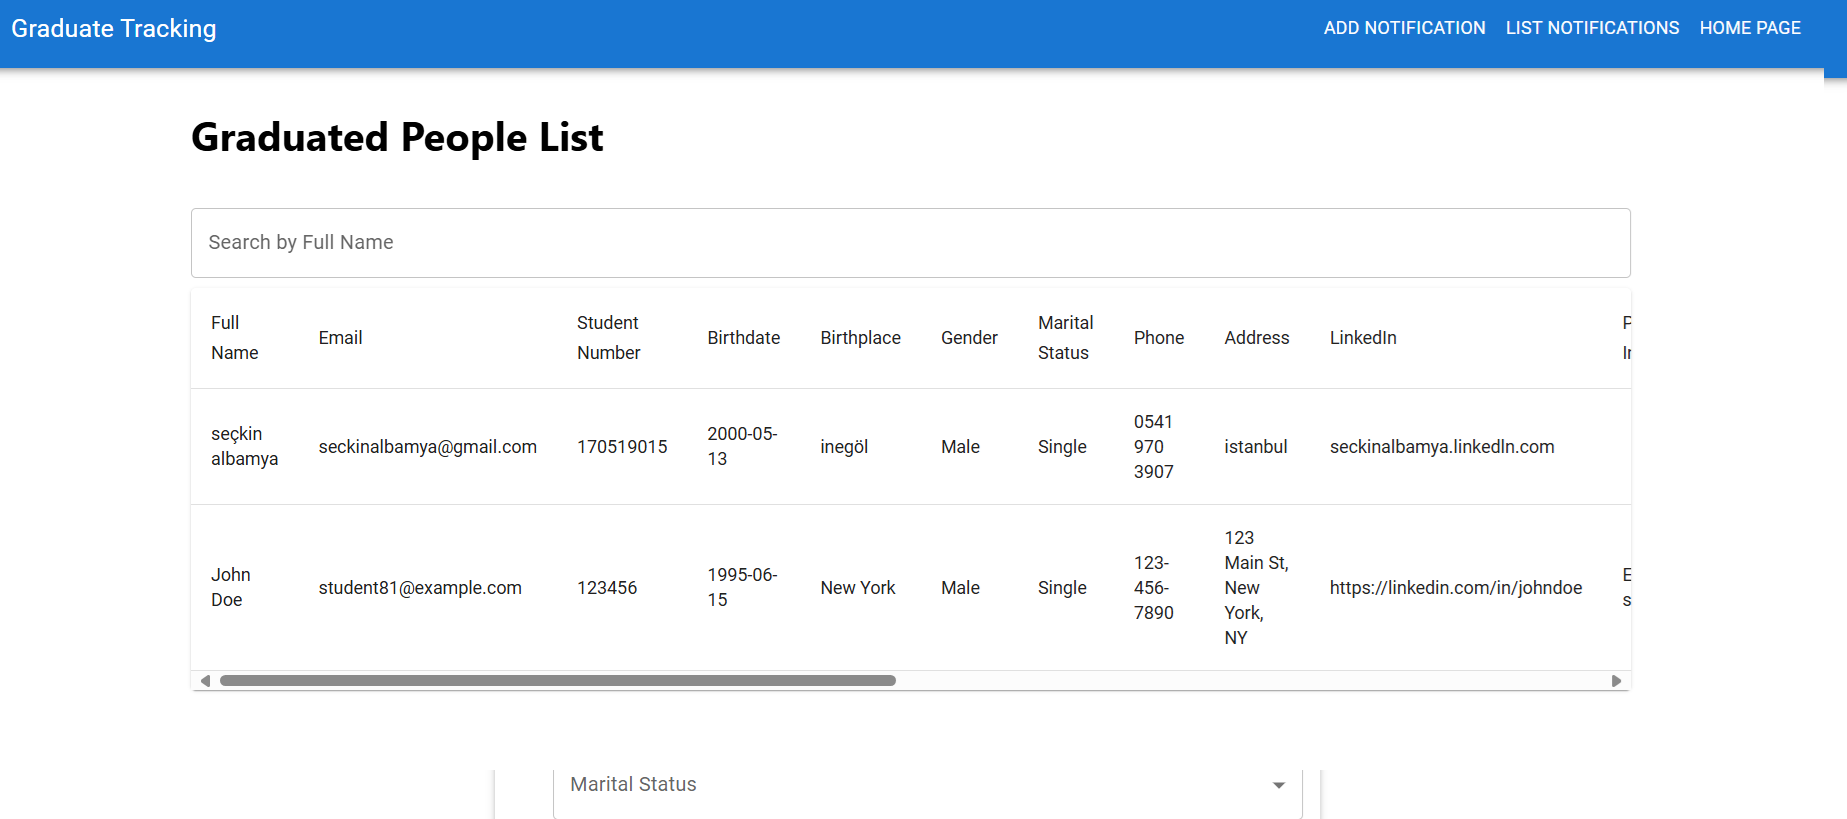 Graduate Tracking
ADD NOTIFICATION LIST NOTIFICATIONS HOME PAGE
Graduated People List
Search by Full Name
Full Name Email Student Number Birthdate Birthplace Gender Marital Status Phone Address LinkedIn
seçkin albamya seckinalbamya@gmail.com 170519015 2000-05-13 inegöl Male Single 0541 970 3907 istanbul seckinalbamya.linkedln.com
John Doe student81@example.com 123456 1995-06-15 New York Male Single 123-456-7890 123 Main St, New York, NY https://linkedin.com/in/johndoe
Marital Status